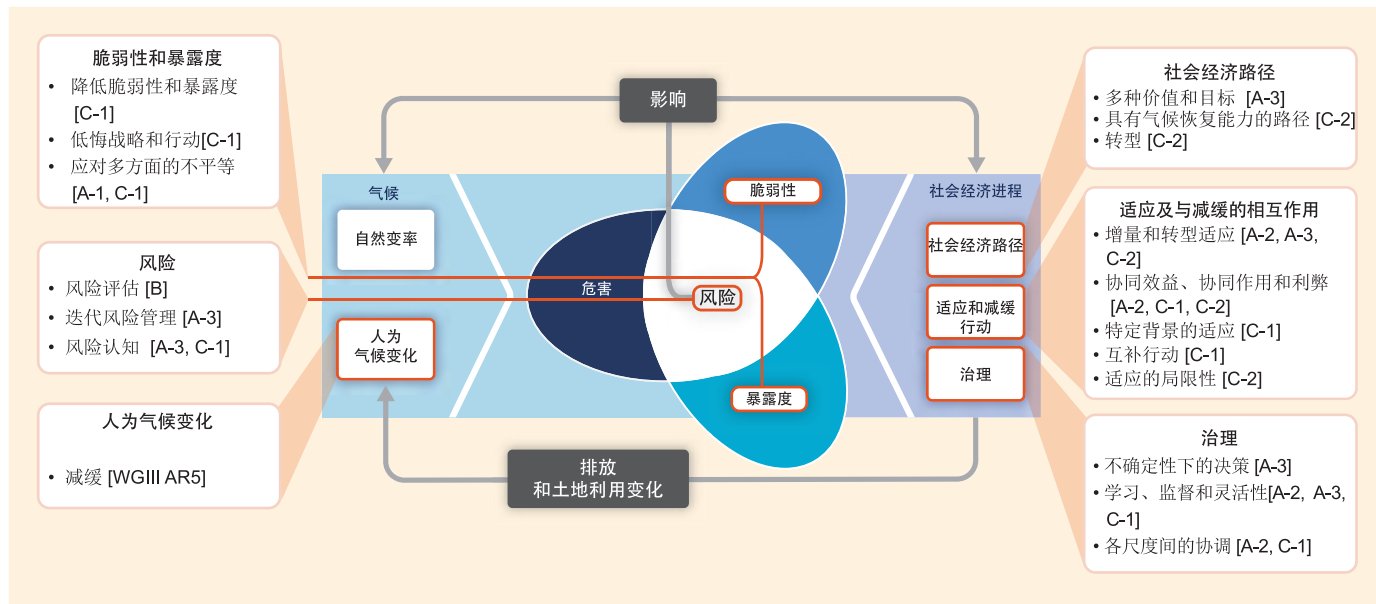 脆弱性和暴露度
• 降低脆弱性和暴露度
[C-1]
• 低悔战略和行动[C-1]
• 应对多方面的不平等
[A-1, C-1]
风险
• 风险评估 [B]
• 迭代风险管理 [A-3]
• 风险认知 [A-3, C-1]
人为气候变化
• 减缓 [WGIII AR5]
影响
气候
自然变率
人为
气候变化
危害
脆弱性
风险
暴露度
社会经济进程
社会经济路径
适应和减缓
行动
治理
排放
和土地利用变化
社会经济路径
• 多种价值和目标 [A-3]
• 具有气候恢复能力的路径 [C-2]
• 转型 [C-2]
适应及与减缓的相互作用
• 增量和转型适应 [A-2, A-3,
C-2]
• 协同效益、协同作用和利弊
[A-2, C-1, C-2]
• 特定背景的适应 [C-1]
• 互补行动 [C-1]
• 适应的局限性 [C-2]
治理
• 不确定性下的决策 [A-3]
• 学习、监督和灵活性[A-2, A-3,
C-1]
• 各尺度间的协调 [A-2, C-1]